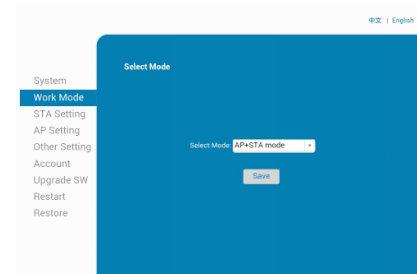 中文 | English
Select Mode
System
Work Mode
STA Setting
AP Setting
Other Setting
Account
Upgrade SW
Restart
Restore
Select Mode AP+STA mode
Save